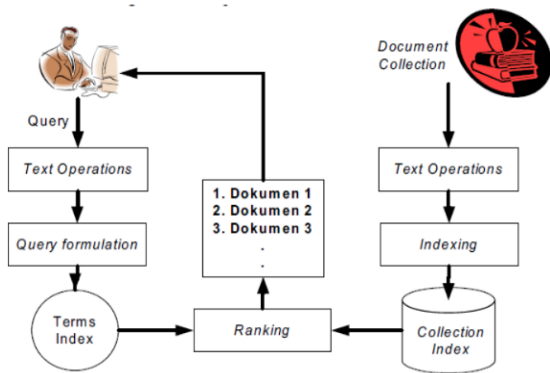 Document
Collection
Query
Text Operations
Text Operations
1. Dokumen 1
2. Dokumen 2
3. Dokumen 3
.
.
Query formulation
Indexing
Terms
Index
Ranking
Collection
Index